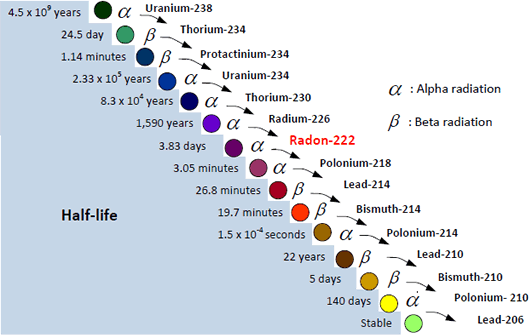 4.5 x 10⁹ years α Uranium-238
24.5 day β Thorium-234
1.14 minutes β Protactinium-234
2.33 x 10⁵ years α Uranium-234
8.3 x 10⁴ years α Thorium-230
1,590 years α Radium-226
3.83 days α Radon-222
3.05 minutes α Polonium-218
26.8 minutes β Lead-214
19.7 minutes β Bismuth-214
1.5x10⁻⁴ seconds α Polonium-214
22 years β Lead-210
5 days β Bismuth-210
140 days α Polonium- 210
Stable Lead-206
α : Alpha radiation
β : Beta radiation
Half-life